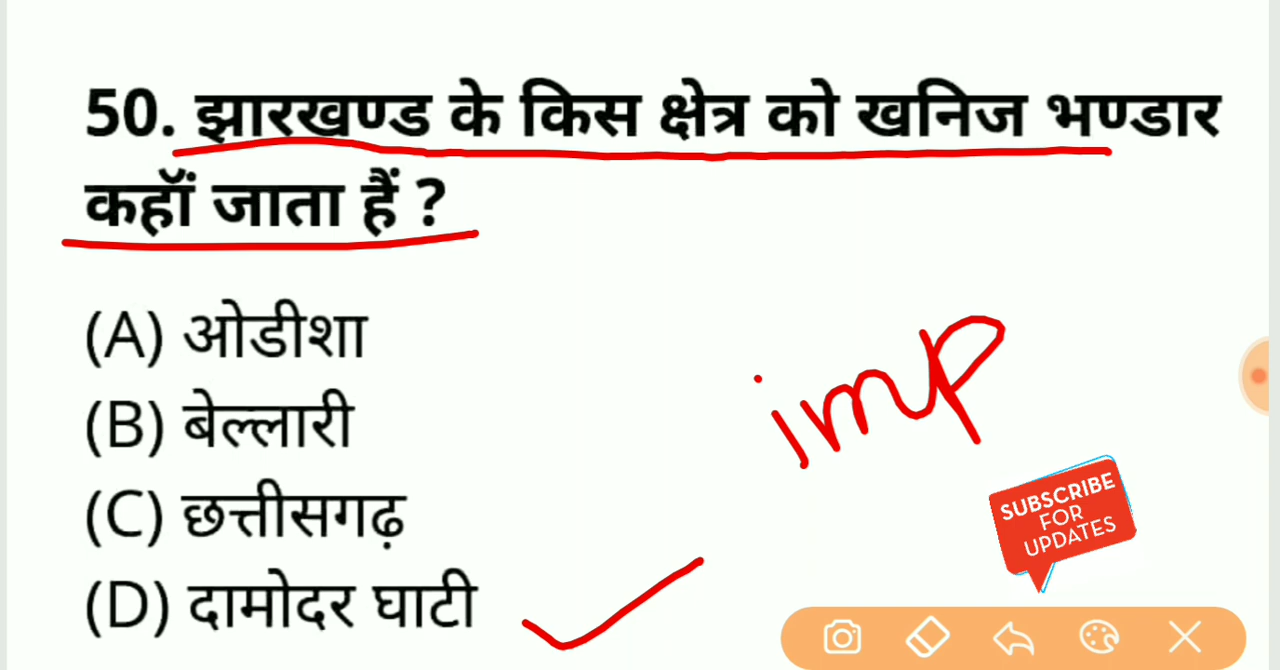 50. झारखण्ड के किस क्षेत्र को खनिज भण्डार
कहॉं जाता हैं ?
(A) ओडीशा
(B) बेल्लारी
(C) छत्तीसगढ़
(D) दामोदर घाटी
imp
SUBSCRIBE
FOR
UPDATES